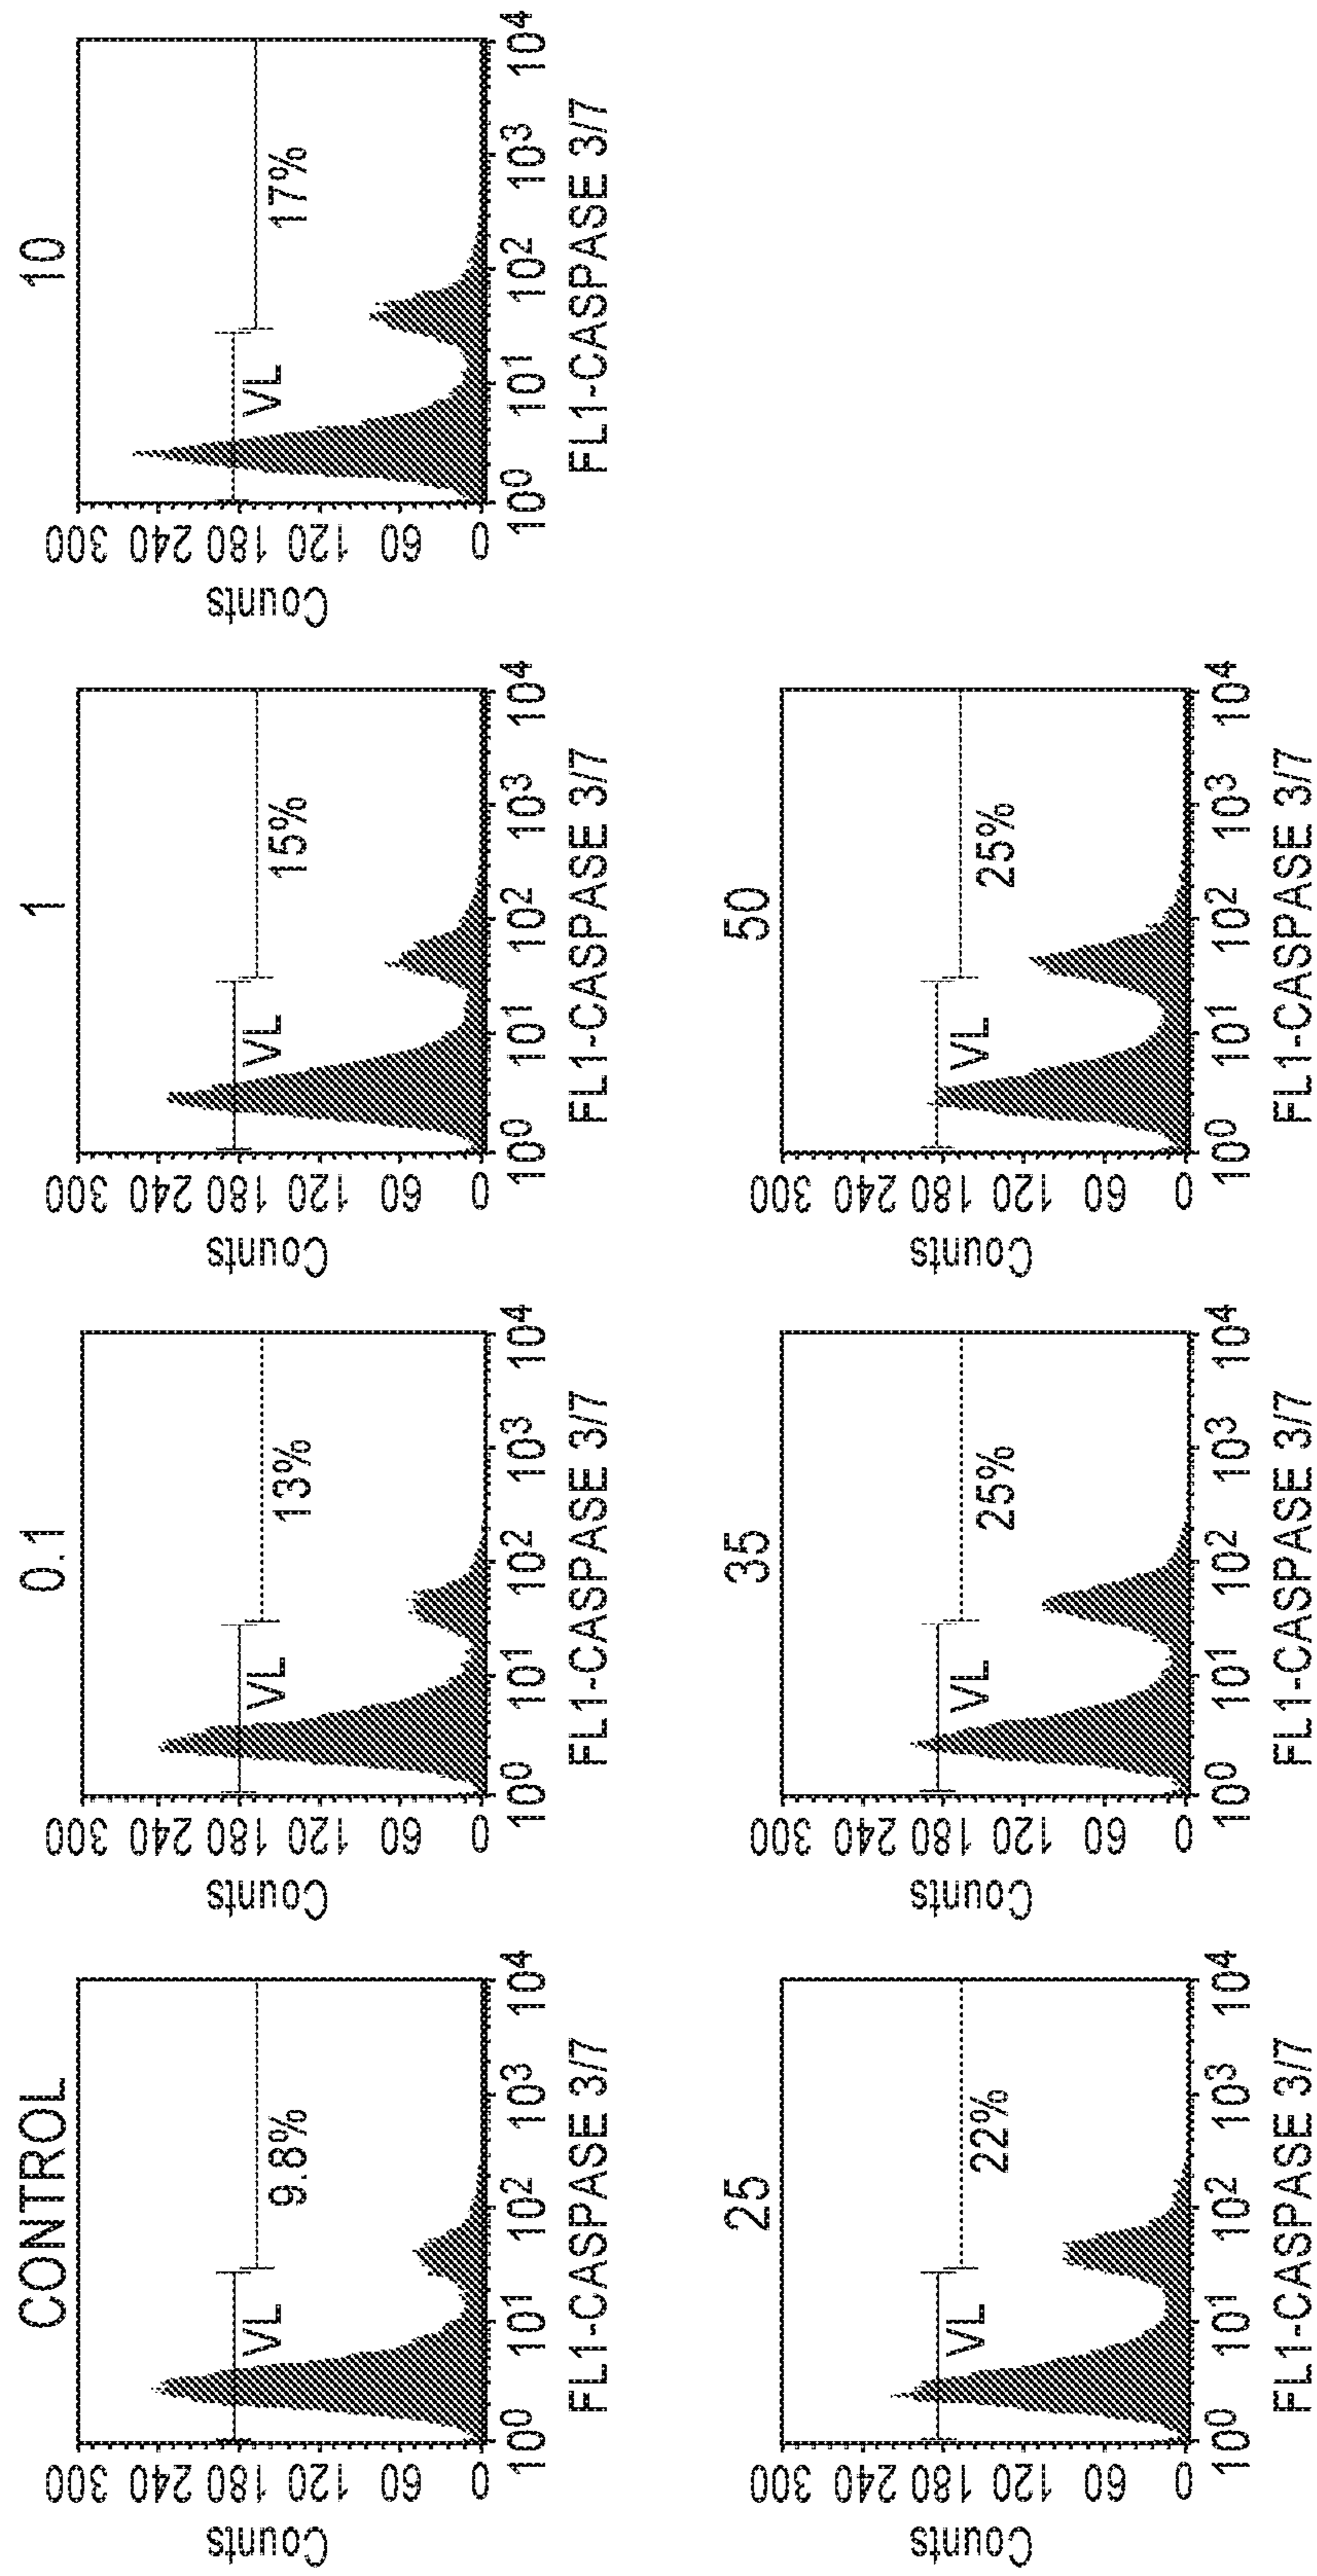 CONTROL
300 240 180 120 60 0
Counts
VL
9.8%
10⁰ 10¹ 10² 10³ 10⁴
FL1-CASPASE 3/7
0.1
300 240 180 120 60 0
Counts
VL
13%
10⁰ 10¹ 10² 10³ 10⁴
FL1-CASPASE 3/7
1
300 240 180 120 60 0
Counts
VL
15%
10⁰ 10¹ 10² 10³ 10⁴
FL1-CASPASE 3/7
10
300 240 180 120 60 0
Counts
VL
17%
10⁰ 10¹ 10² 10³ 10⁴
FL1-CASPASE 3/7
25
300 240 180 120 60 0
Counts
VL
22%
10⁰ 10¹ 10² 10³ 10⁴
FL1-CASPASE 3/7
35
300 240 180 120 60 0
Counts
VL
25%
10⁰ 10¹ 10² 10³ 10⁴
FL1-CASPASE 3/7
50
300 240 180 120 60 0
Counts
VL
25%
10⁰ 10¹ 10² 10³ 10⁴
FL1-CASPASE 3/7